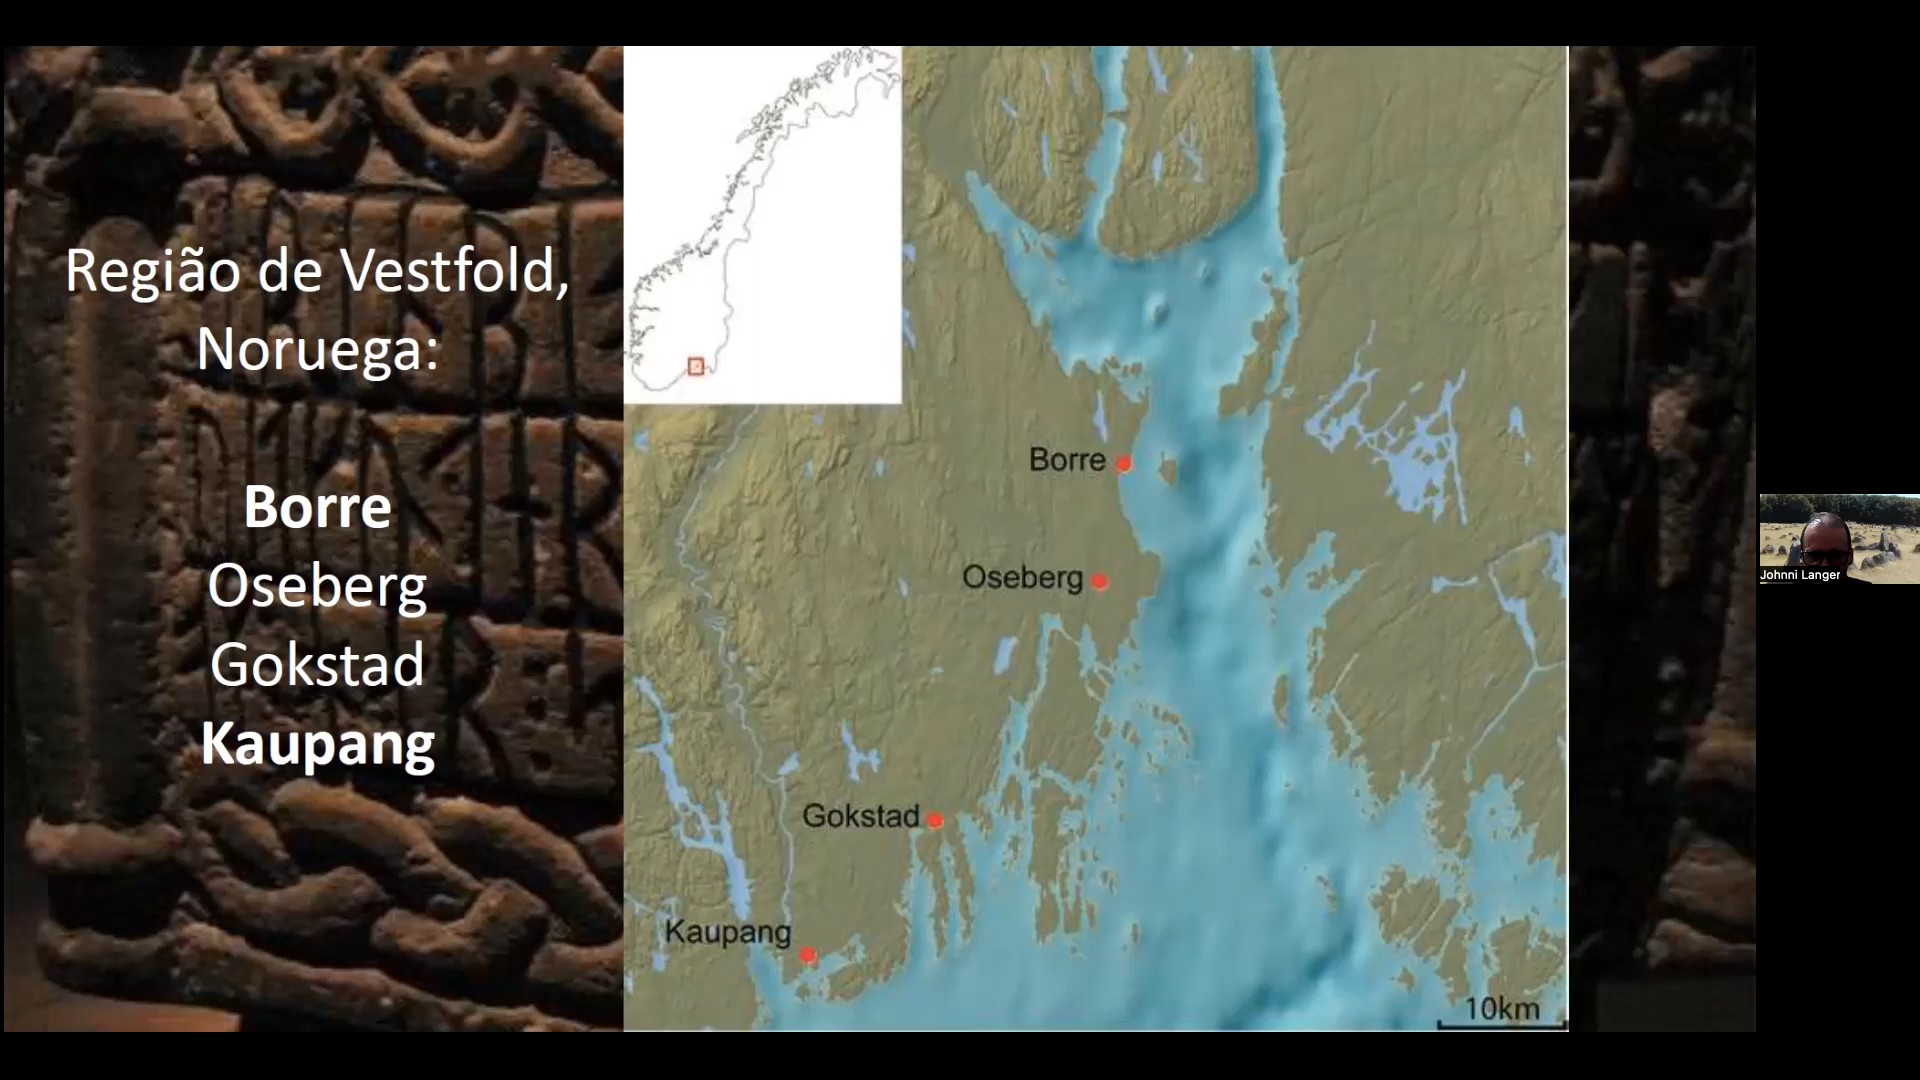 Região de Vestfold,
Noruega:
Borre
Oseberg
Gokstad
Kaupang
Borre
Oseberg
Gokstad
Kaupang
10km
Johnni Langer